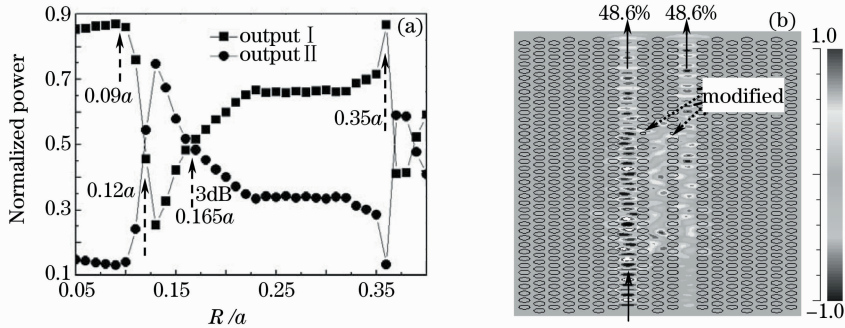 (a)
output I
output II
0.09a
0.12a
3dB
0.165a
0.35a
Normalized power
0.9
0.7
0.5
0.3
0.1
0.05
0.15
0.25
0.35
R/a
48.6%
48.6%
(b)
modified
1.0
−1.0